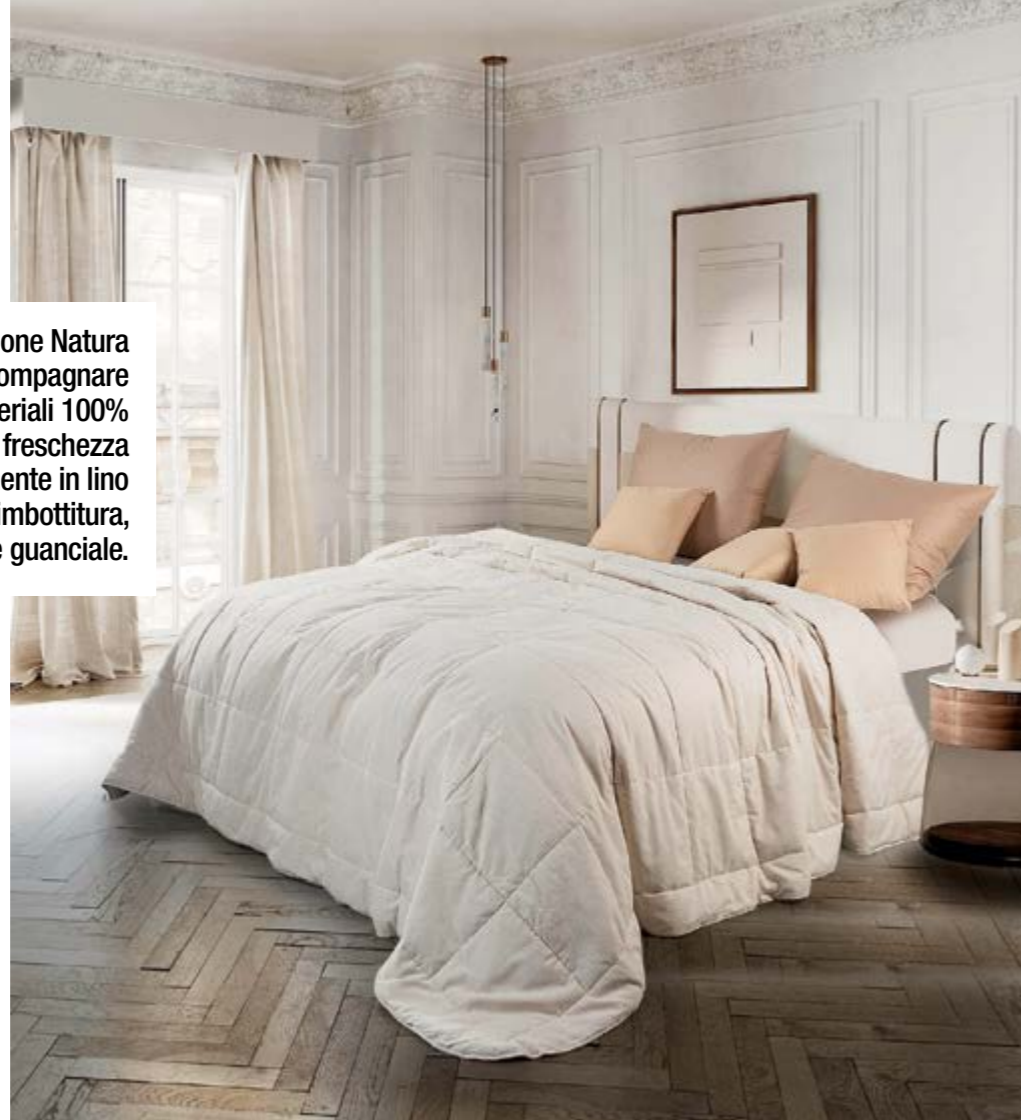 one Natura
ompagnare
eriali 100%
freschezza
ente in lino
imbottitura,
e guanciale.